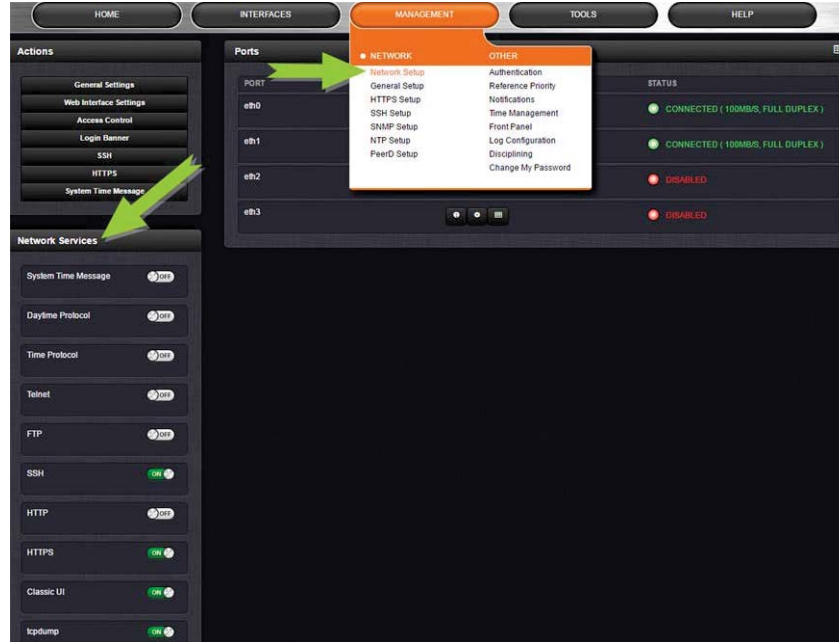 HOME
INTERFACES
MANAGEMENT
TOOLS
HELP
Actions
General Settings
Web Interface Settings
Access Control
Login Banner
SSH
HTTPS
System Time Message
Network Services
System Time Message OFF
Daytime Protocol OFF
Time Protocol OFF
Telnet OFF
FTP OFF
SSH ON
HTTP OFF
HTTPS ON
Classic UI ON
tcpdump ON
Ports
NETWORK
Network Setup
General Setup
HTTPS Setup
SSH Setup
SNMP Setup
NTP Setup
PeerD Setup
OTHER
Authentication
Reference Priority
Notifications
Time Management
Front Panel
Log Configuration
Disciplining
Change My Password
PORT STATUS
eth0 CONNECTED ( 100MB/S, FULL DUPLEX )
eth1 CONNECTED ( 100MB/S, FULL DUPLEX )
eth2 DISABLED
eth3 DISABLED